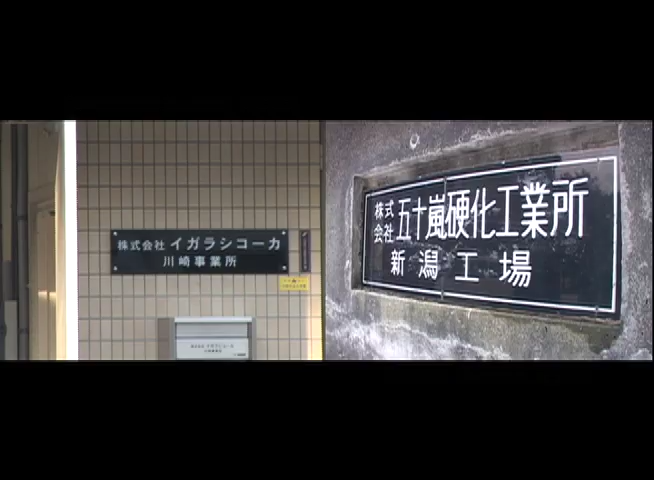 株式会社 イガラシコーカ
川崎事業所
株式会社 五十嵐硬化工業所
新潟工場